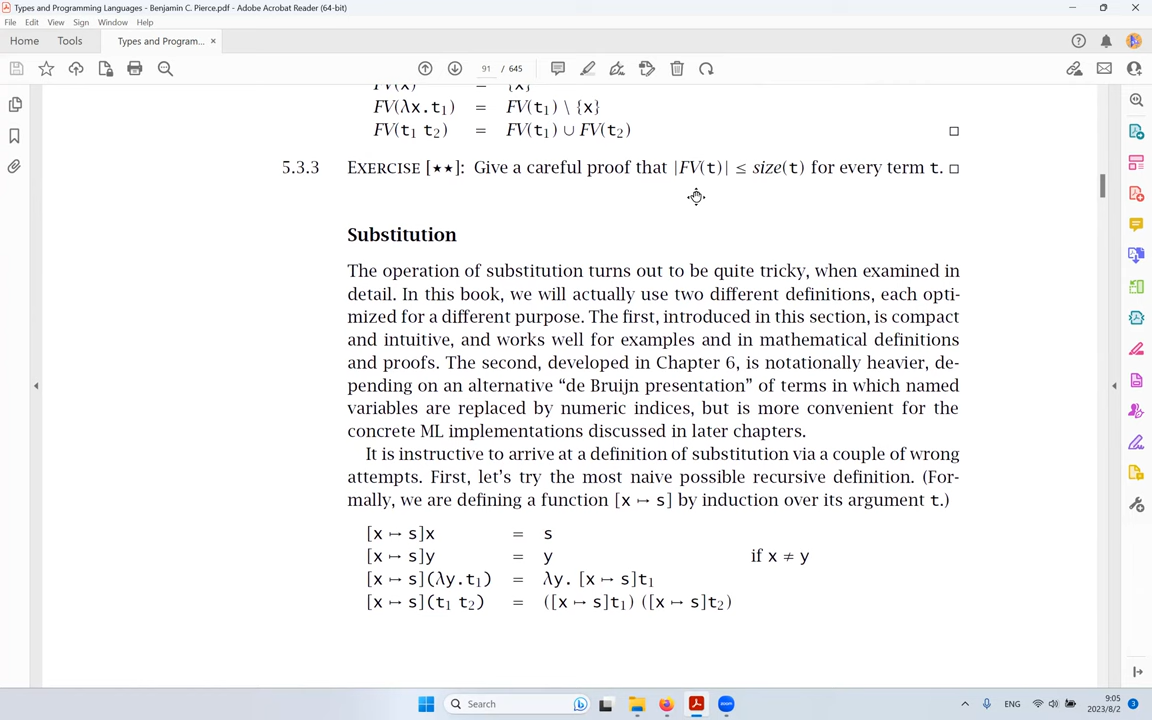 Types and Programming Languages - Benjamin C. Pierce.pdf - Adobe Acrobat Reader (64-bit)
File Edit View Sign Window Help
Home Tools Types and Program... ×
91 / 645
FV(x) = {x}
FV(λx.t₁) = FV(t₁) \ {x}
FV(t₁ t₂) = FV(t₁) ∪ FV(t₂) □
5.3.3 EXERCISE [★★]: Give a careful proof that |FV(t)| ≤ size(t) for every term t. □
Substitution
The operation of substitution turns out to be quite tricky, when examined in
detail. In this book, we will actually use two different definitions, each opti-
mized for a different purpose. The first, introduced in this section, is compact
and intuitive, and works well for examples and in mathematical definitions
and proofs. The second, developed in Chapter 6, is notationally heavier, de-
pending on an alternative “de Bruijn presentation” of terms in which named
variables are replaced by numeric indices, but is more convenient for the
concrete ML implementations discussed in later chapters.
It is instructive to arrive at a definition of substitution via a couple of wrong
attempts. First, let’s try the most naive possible recursive definition. (For-
mally, we are defining a function [x ↦ s] by induction over its argument t.)
[x ↦ s]x = s
[x ↦ s]y = y if x ≠ y
[x ↦ s](λy.t₁) = λy. [x ↦ s]t₁
[x ↦ s](t₁ t₂) = ([x ↦ s]t₁) ([x ↦ s]t₂)
Search
zoom
ENG
9:05
2023/8/2
3